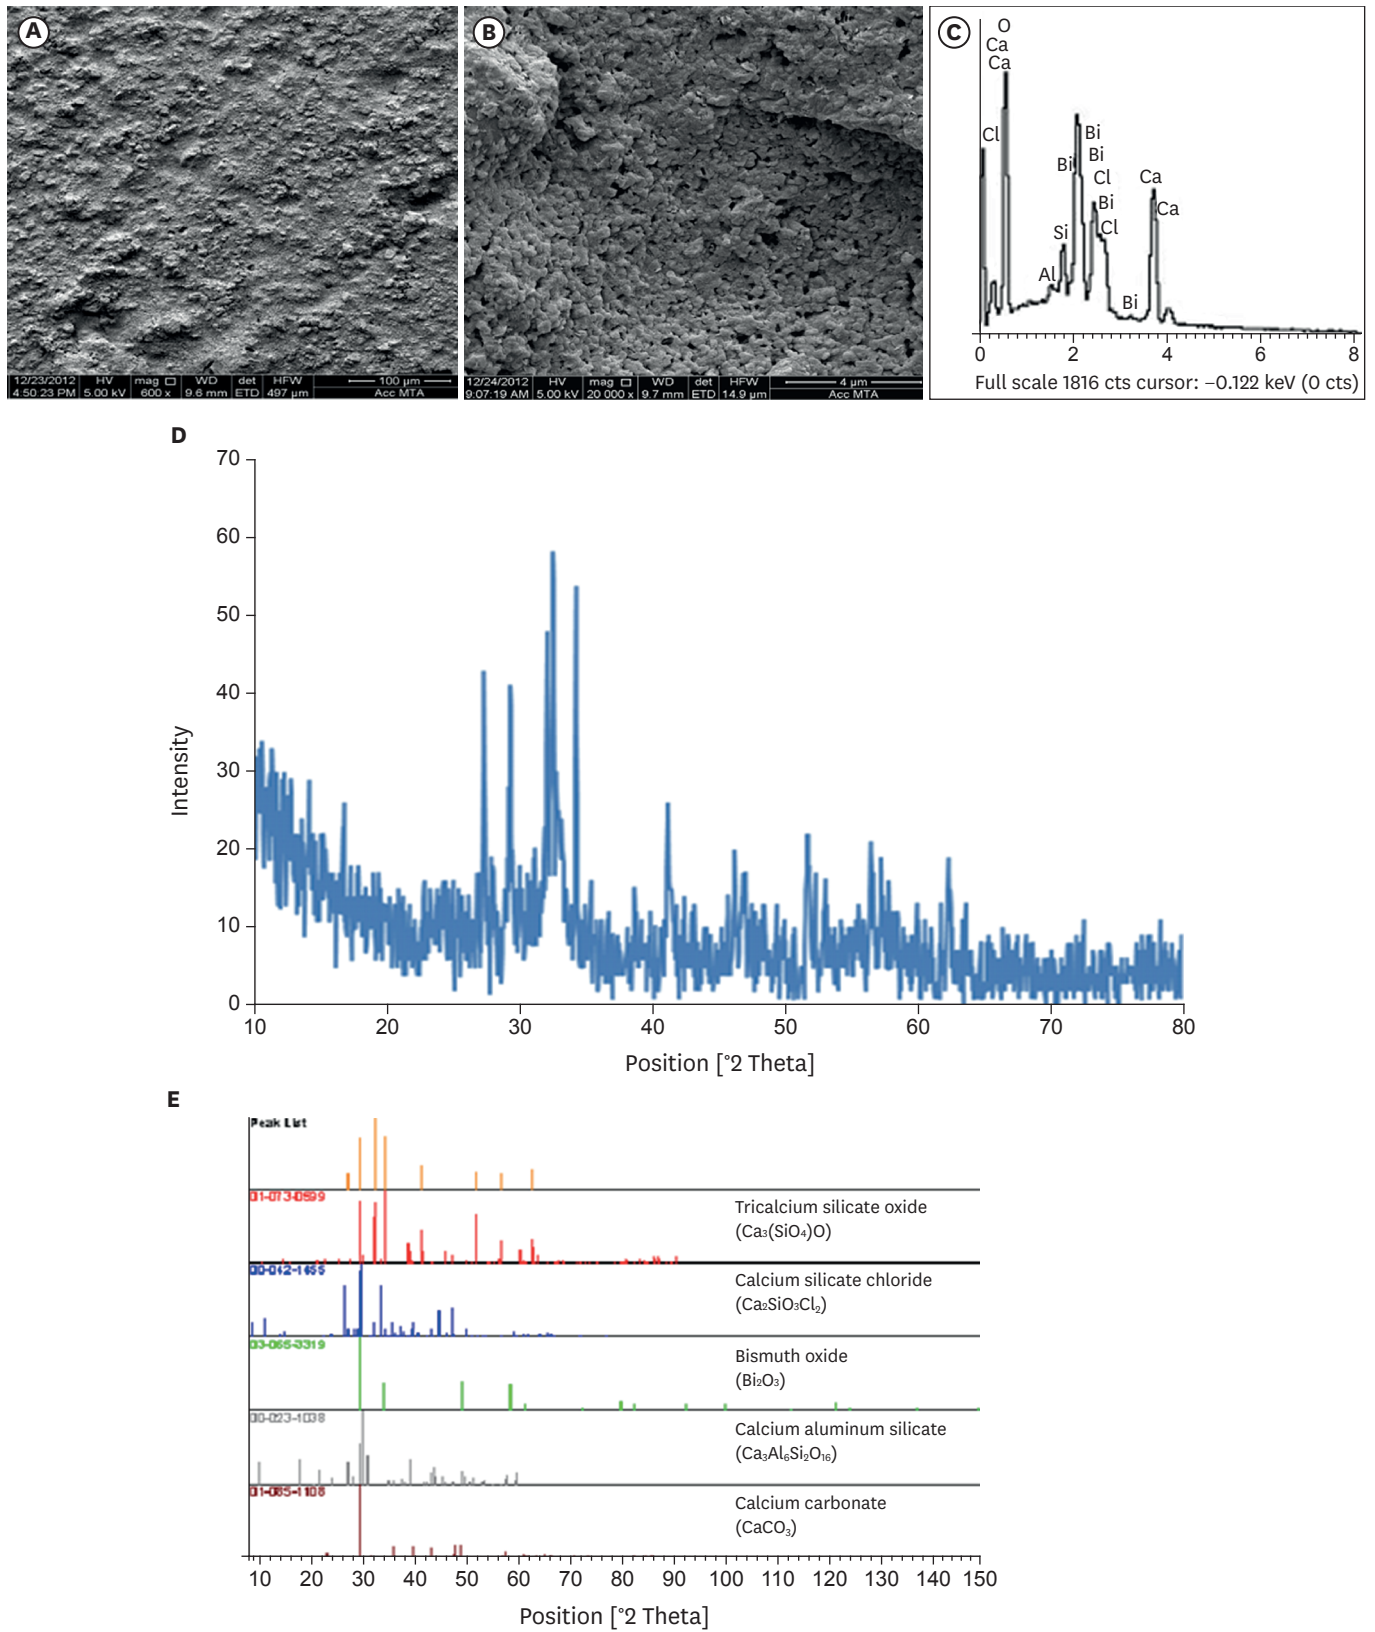 A
12/23/2012 HV mag WD det HFW 100 µm
4:50:23 PM 5.00 kV 600 x 9.6 mm ETD 497 µm Acc MTA
B
12/24/2012 HV mag WD det HFW 4 µm
9:07:19 AM 5.00 kV 20 000 x 9.7 mm ETD 14.9 µm Acc MTA
C
O
Ca
Ca
Cl
Bi
Bi
Bi
Cl
Bi
Cl
Si
Al
Bi
Ca
Ca
0 2 4 6 8
Full scale 1816 cts cursor: −0.122 keV (0 cts)
D
70
60
50
40
30
20
10
0
Intensity
10 20 30 40 50 60 70 80
Position [°2 Theta]
E
Peak List
01-073-0599
Tricalcium silicate oxide
(Ca₃(SiO₄)O)
00-042-1455
Calcium silicate chloride
(Ca₂SiO₃Cl₂)
03-065-3319
Bismuth oxide
(Bi₂O₃)
00-023-1038
Calcium aluminum silicate
(Ca₃Al₆Si₂O₁₆)
01-085-1108
Calcium carbonate
(CaCO₃)
10 20 30 40 50 60 70 80 90 100 110 120 130 140 150
Position [°2 Theta]